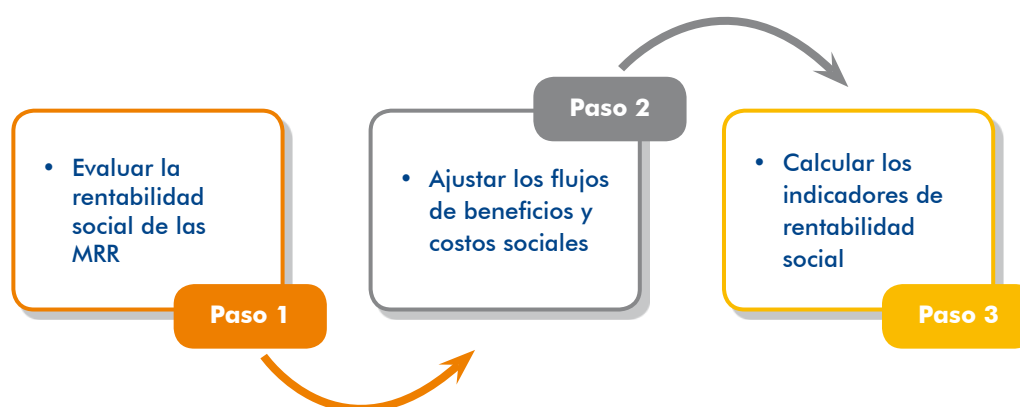 • Evaluar la
rentabilidad
social de las
MRR
Paso 1
Paso 2
• Ajustar los flujos
de beneficios y
costos sociales
• Calcular los
indicadores de
rentabilidad
social
Paso 3